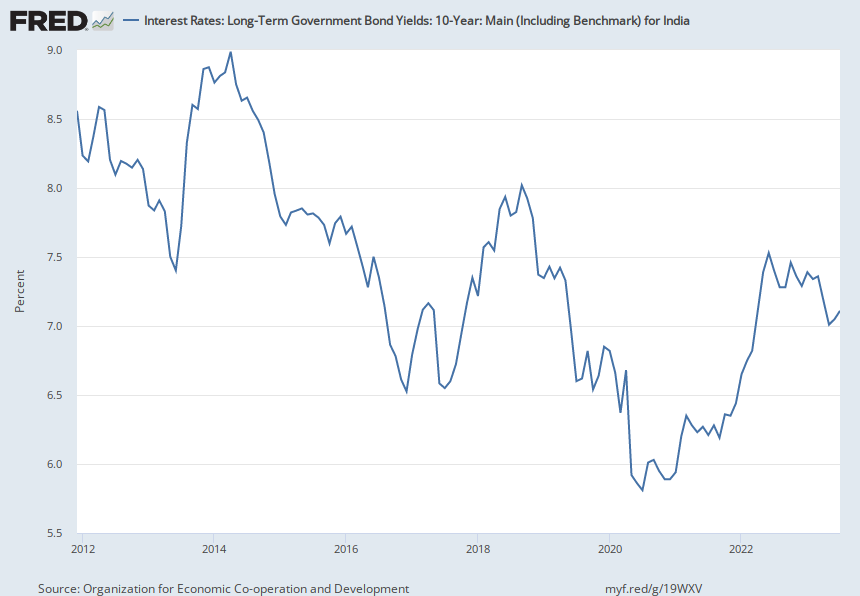 FRED
Interest Rates: Long-Term Government Bond Yields: 10-Year: Main (Including Benchmark) for India
9.0
8.5
8.0
7.5
7.0
6.5
6.0
5.5
Percent
2012 2014 2016 2018 2020 2022
Source: Organization for Economic Co-operation and Development myf.red/g/19WXV